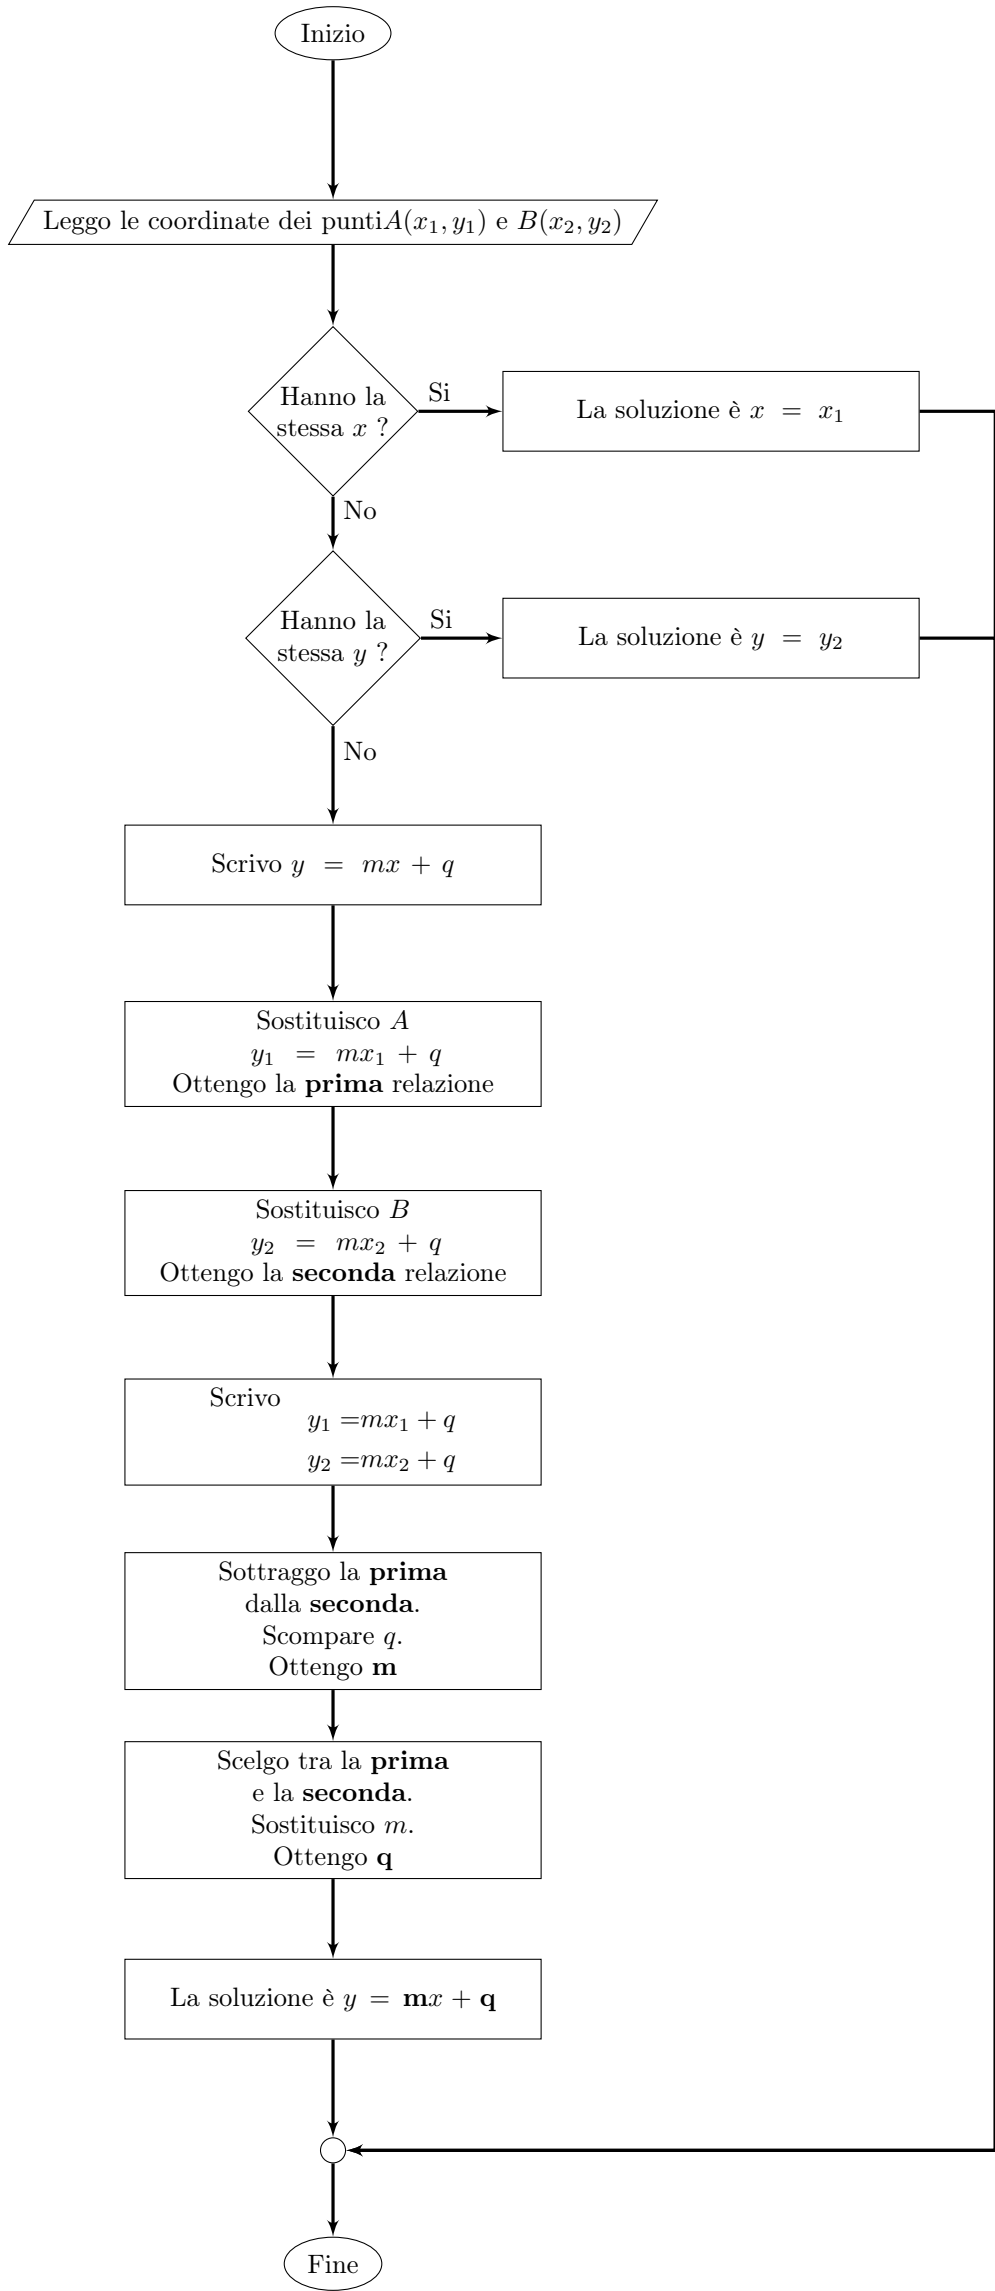 Inizio
Leggo le coordinate dei puntiA(x₁, y₁) e B(x₂, y₂)
Hanno la
stessa x ?
Si
La soluzione è x = x₁
No
Hanno la
stessa y ?
Si
La soluzione è y = y₂
No
Scrivo y = mx + q
Sostituisco A
y₁ = mx₁ + q
Ottengo la prima relazione
Sostituisco B
y₂ = mx₂ + q
Ottengo la seconda relazione
Scrivo
y₁ =mx₁ + q
y₂ =mx₂ + q
Sottraggo la prima
dalla seconda.
Scompare q.
Ottengo m
Scelgo tra la prima
e la seconda.
Sostituisco m.
Ottengo q
La soluzione è y = mx + q
Fine